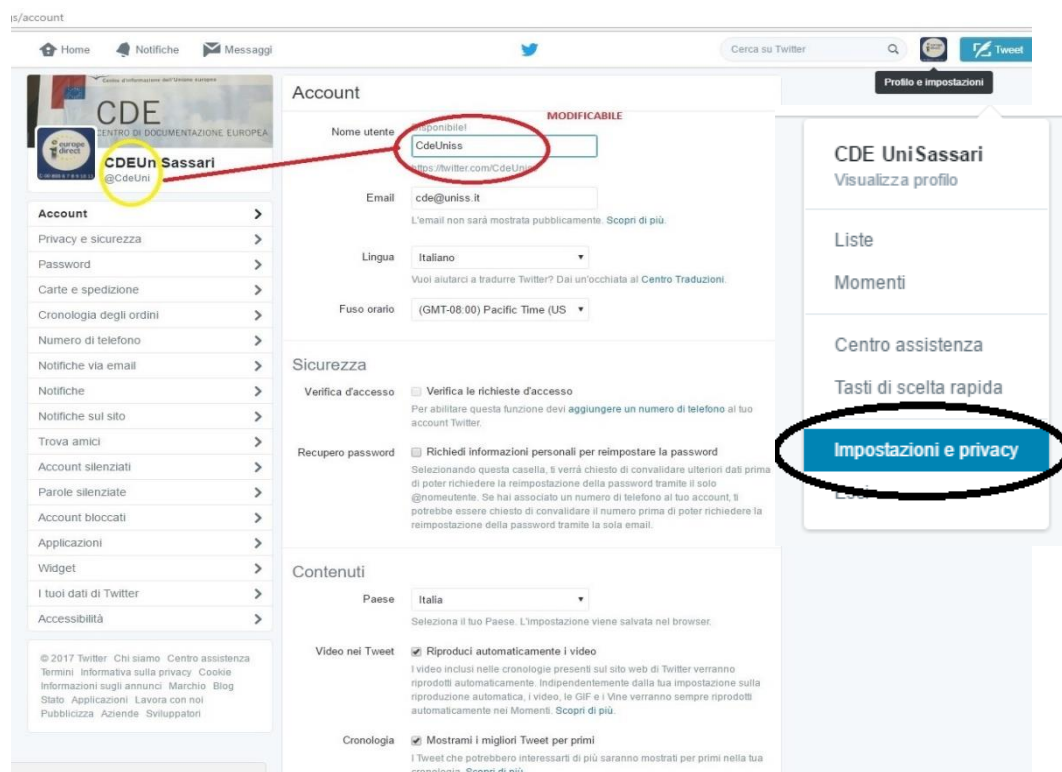 gs/account
Home Notifiche Messaggi Cerca su Twitter Tweet
Profilo e impostazioni
Centro d'informazione dell'Unione europea
CDE
CENTRO DI DOCUMENTAZIONE EUROPEA
europe direct
CDEUniSassari
@CdeUni
Account
Privacy e sicurezza
Password
Carte e spedizione
Cronologia degli ordini
Numero di telefono
Notifiche via email
Notifiche
Notifiche sul sito
Trova amici
Account silenziati
Parole silenziate
Account bloccati
Applicazioni
Widget
I tuoi dati di Twitter
Accessibilità
© 2017 Twitter Chi siamo Centro assistenza
Termini Informativa sulla privacy Cookie
Informazioni sugli annunci Marchio Blog
Stato Applicazioni Lavora con noi
Pubblicizza Aziende Sviluppatori
Account
MODIFICABILE
Disponibile!
Nome utente CdeUniss
https://twitter.com/CdeUniss
Email cde@uniss.it
L'email non sarà mostrata pubblicamente. Scopri di più.
Lingua Italiano
Vuoi aiutarci a tradurre Twitter? Dai un'occhiata al Centro Traduzioni.
Fuso orario (GMT-08:00) Pacific Time (US
Sicurezza
Verifica d'accesso Verifica le richieste d'accesso
Per abilitare questa funzione devi aggiungere un numero di telefono al tuo
account Twitter.
Recupero password Richiedi informazioni personali per reimpostare la password
Selezionando questa casella, ti verrà chiesto di convalidare ulteriori dati prima
di poter richiedere la reimpostazione della password tramite il solo
@nomeutente. Se hai associato un numero di telefono al tuo account, ti
potrebbe essere chiesto di convalidare il numero prima di poter richiedere la
reimpostazione della password tramite la sola email.
Contenuti
Paese Italia
Seleziona il tuo Paese. L'impostazione viene salvata nel browser.
Video nei Tweet Riproduci automaticamente i video
I video inclusi nelle cronologie presenti sul sito web di Twitter verranno
riprodotti automaticamente. Indipendentemente dalla tua impostazione sulla
riproduzione automatica, i video, le GIF e i Vine verranno sempre riprodotti
automaticamente nei Momenti. Scopri di più.
Cronologia Mostrami i migliori Tweet per primi
I Tweet che potrebbero interessarti di più saranno mostrati per primi nella tua
cronologia. Scopri di più.
CDE UniSassari
Visualizza profilo
Liste
Momenti
Centro assistenza
Tasti di scelta rapida
Impostazioni e privacy
Esci